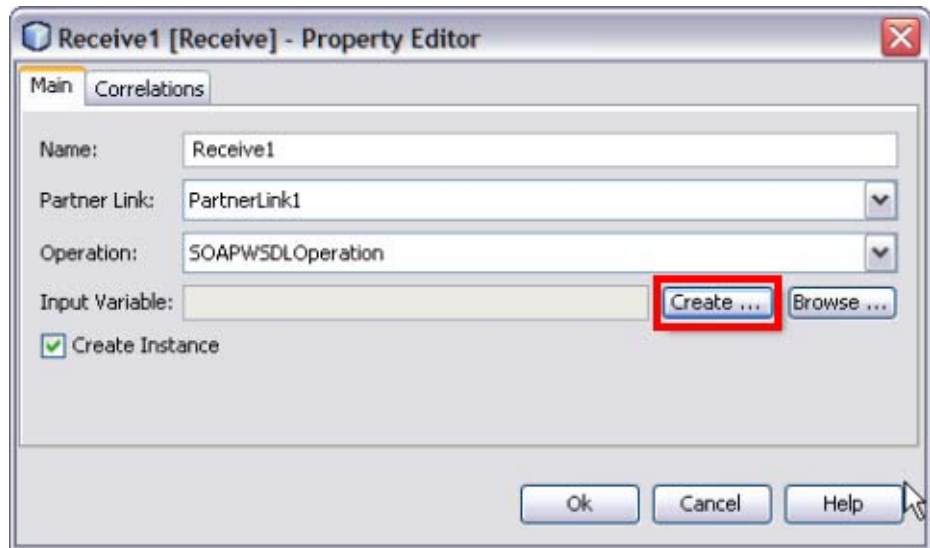 Receive1 [Receive] - Property Editor
Main Correlations
Name: Receive1
Partner Link: PartnerLink1
Operation: SOAPWSDLOperation
Input Variable: Create ... Browse ...
Create Instance
Ok Cancel Help